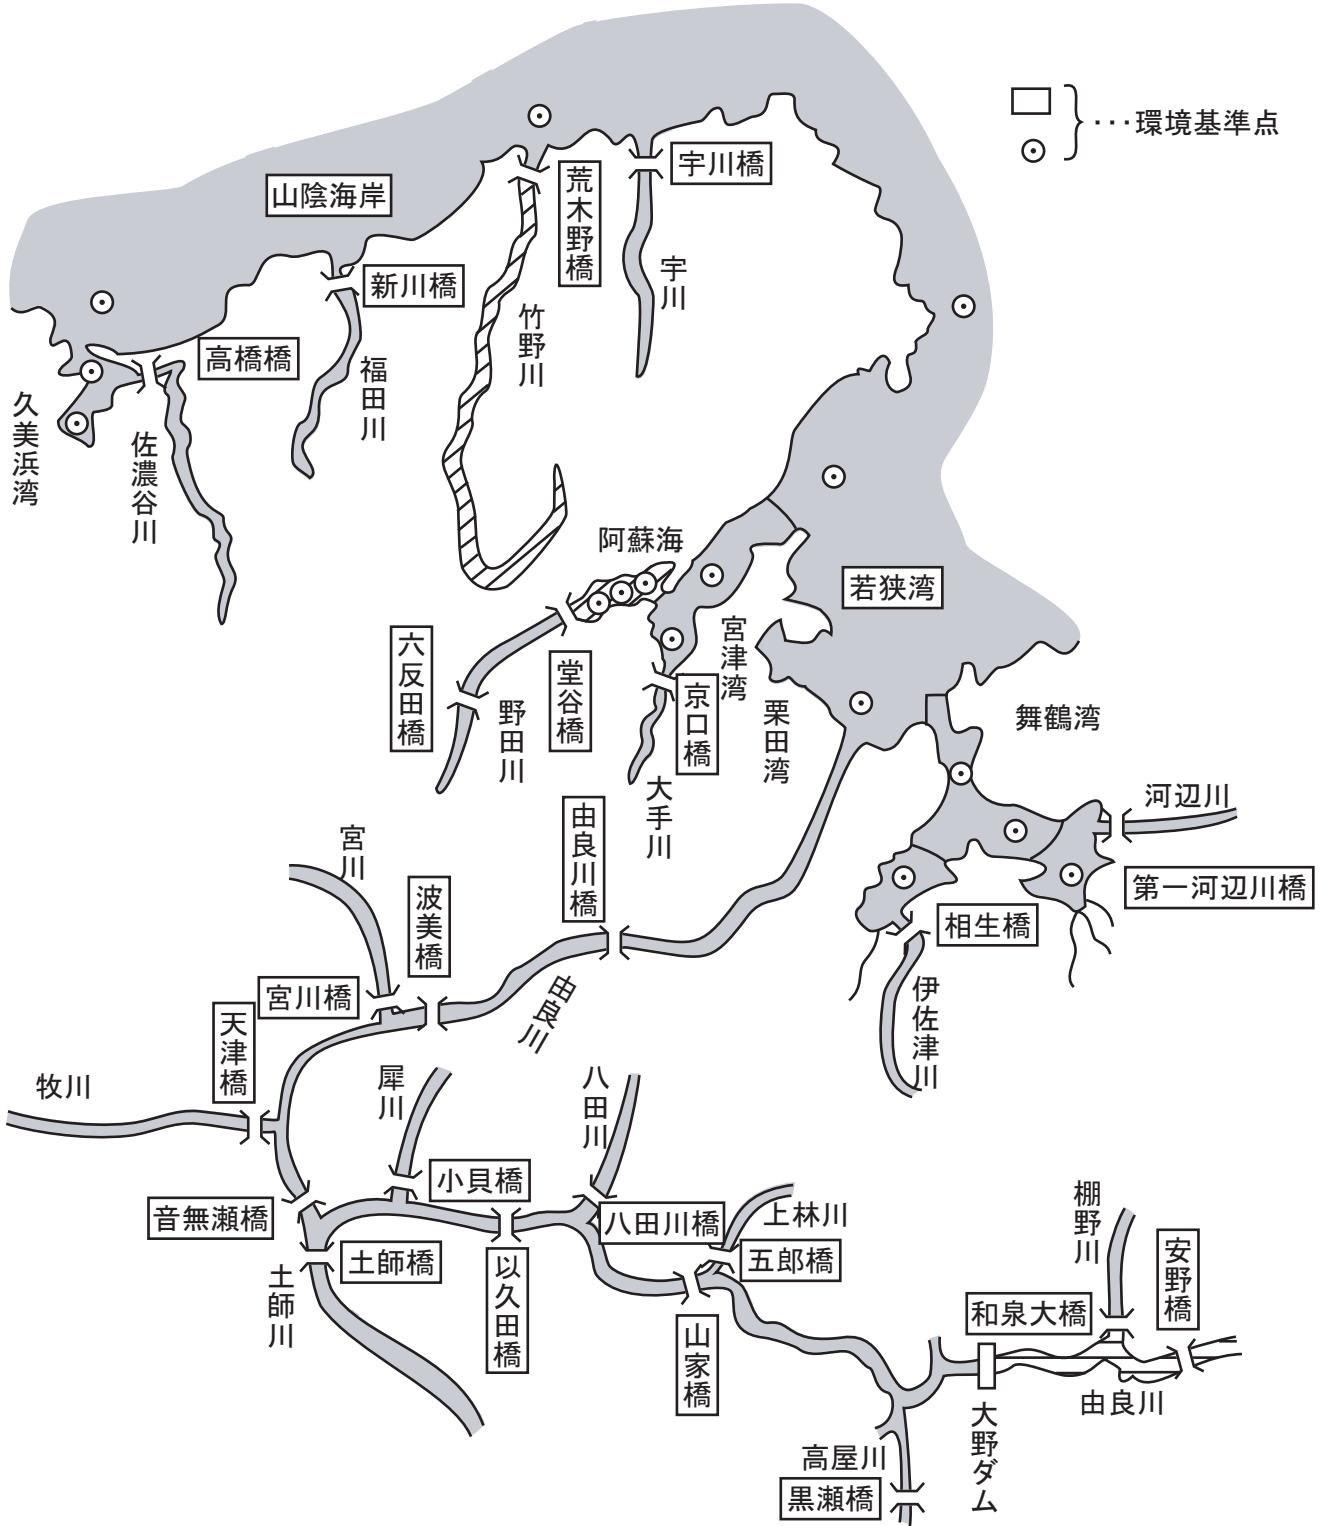 …環境基準点
山陰海岸
荒木野橋
宇川橋
宇川
新川橋
竹野川
高橋橋
福田川
久美浜湾
佐濃谷川
阿蘇海
若狭湾
六反田橋
堂谷橋
宮津湾
京口橋
野田川
栗田湾
舞鶴湾
大手川
河辺川
由良川橋
宮川
波美橋
第一河辺川橋
相生橋
宮川橋
由良川
伊佐津川
天津橋
牧川
犀川
八田川
小貝橋
音無瀬橋
八田川橋
上林川
棚野川
土師橋
以久田橋
五郎橋
安野橋
土師川
和泉大橋
山家橋
由良川
大野ダム
高屋川
黒瀬橋